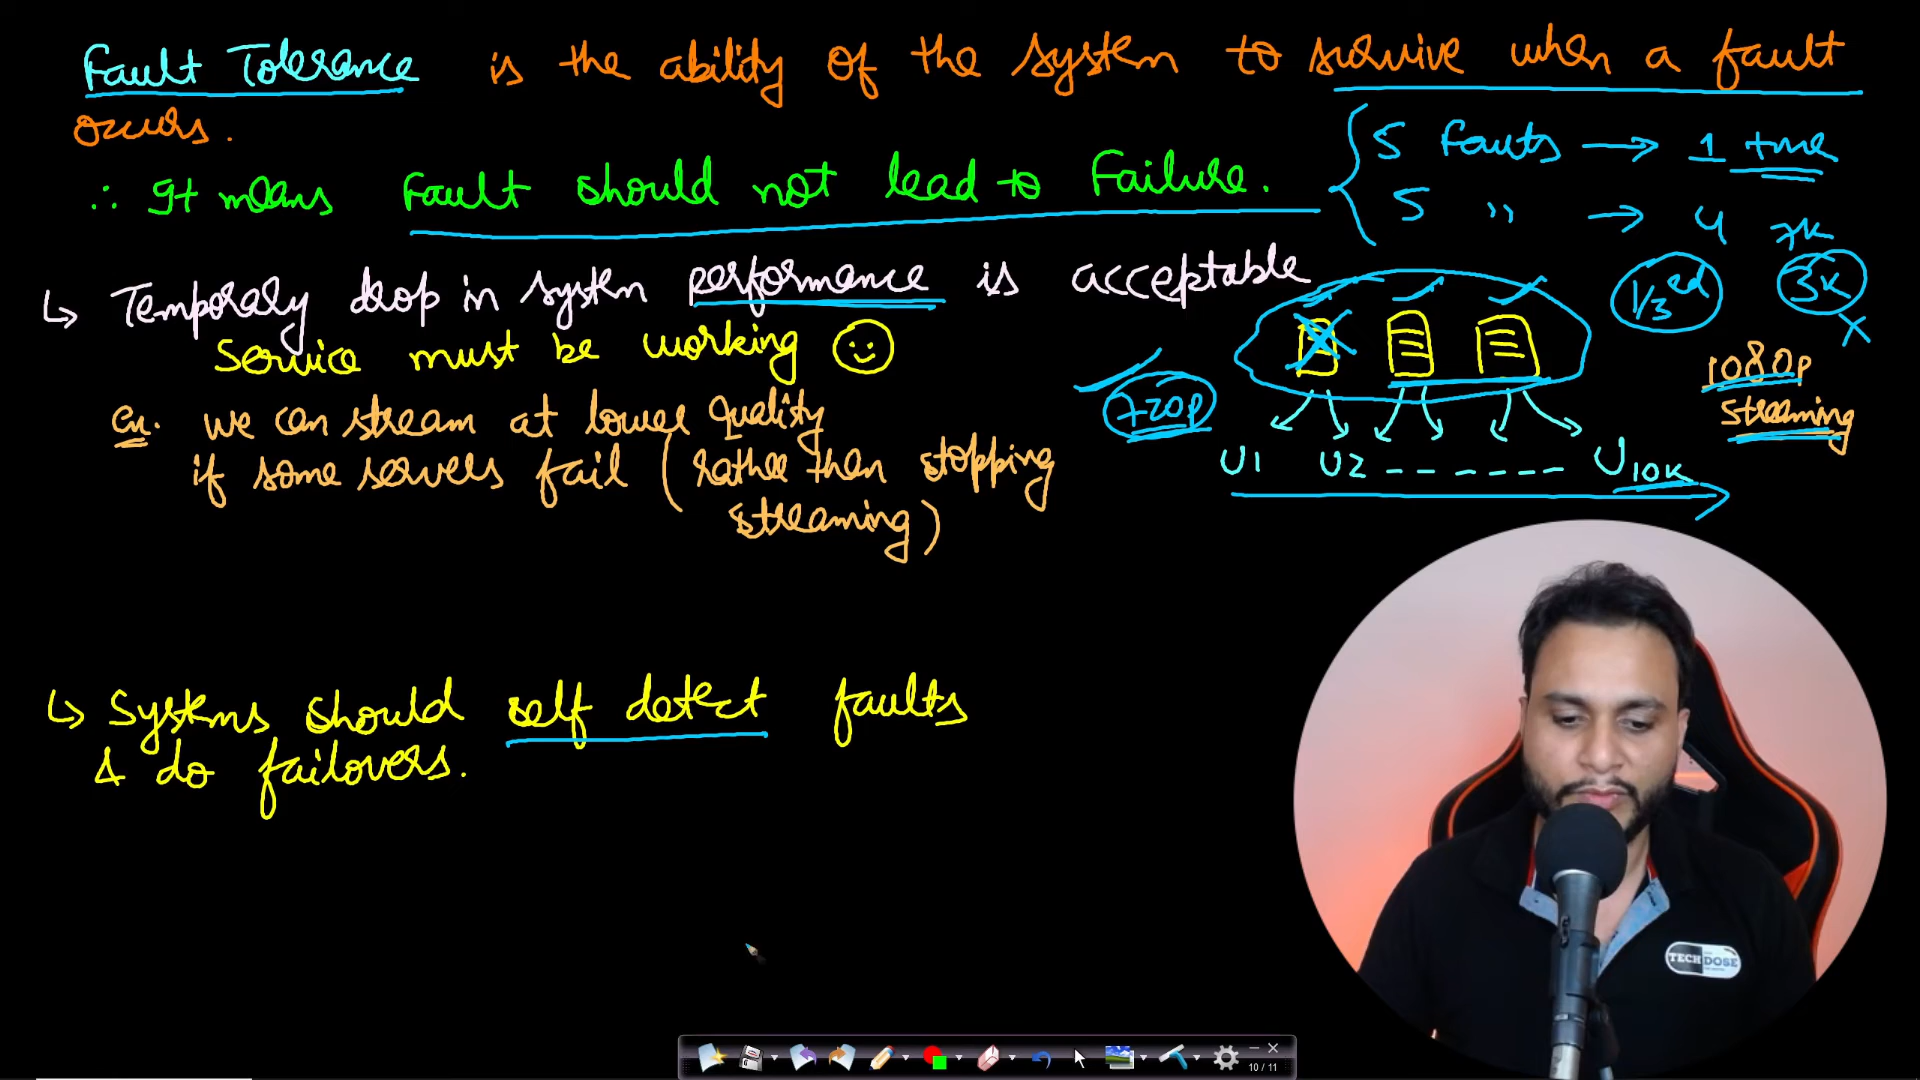 Fault Tolerance is the ability of the system to survive when a fault
occurs.
∴ It means Fault should not lead to Failure.
5 faults → 1 time
5 " → 4
↳ Temporary drop in system performance is acceptable
Service must be working
1/3rd 3k
x
ex. we can stream at lower quality
if some servers fail (rather than stopping
streaming)
720p
1080p
streaming
U1 U2 - - - - - - U10k
↳ Systems should self detect faults
& do failovers.
TECH DOSE
10 / 11